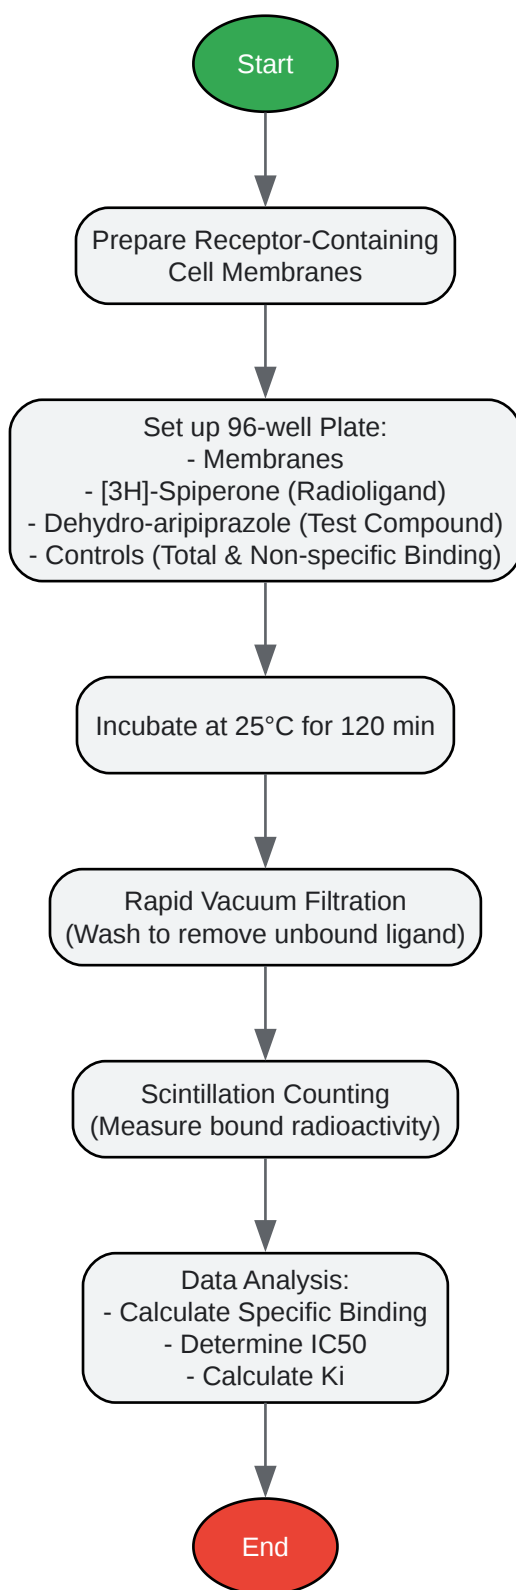 Start
Prepare Receptor-Containing
Cell Membranes
Set up 96-well Plate:
- Membranes
- [3H]-Spiperone (Radioligand)
- Dehydro-aripiprazole (Test Compound)
- Controls (Total & Non-specific Binding)
Incubate at 25°C for 120 min
Rapid Vacuum Filtration
(Wash to remove unbound ligand)
Scintillation Counting
(Measure bound radioactivity)
Data Analysis:
- Calculate Specific Binding
- Determine IC50
- Calculate Ki
End